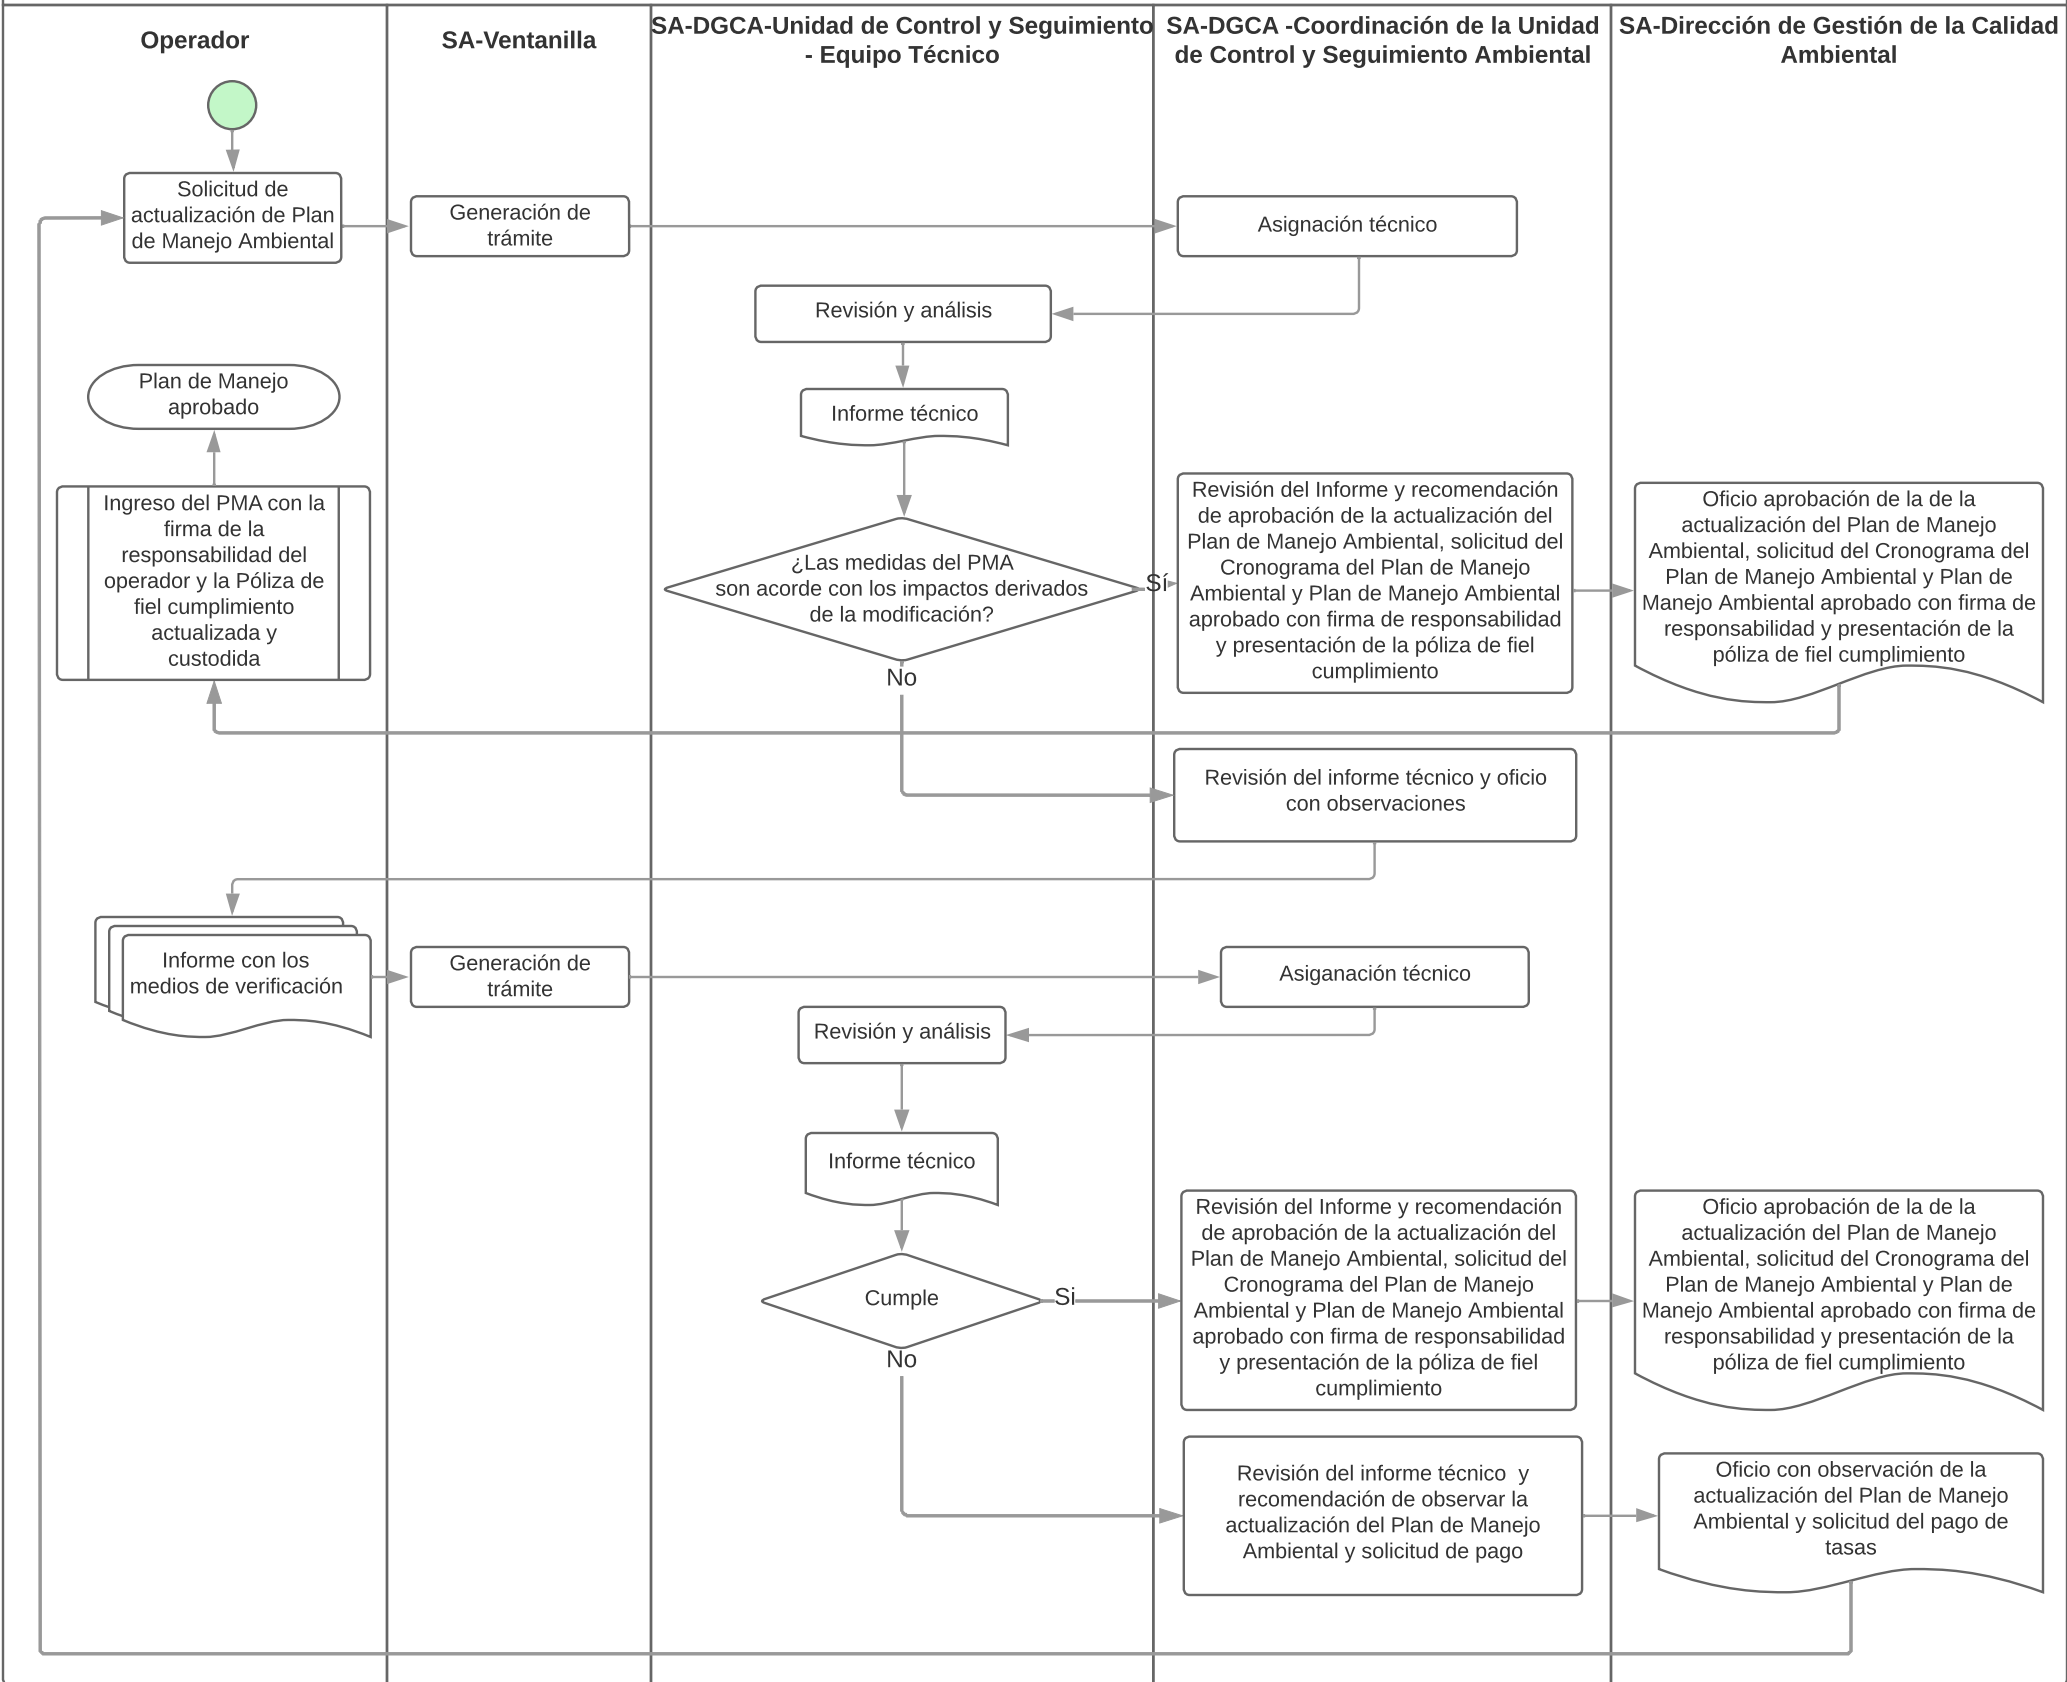 Operador
SA-Ventanilla
SA-DGCA-Unidad de Control y Seguimiento
- Equipo Técnico
SA-DGCA -Coordinación de la Unidad
de Control y Seguimiento Ambiental
SA-Dirección de Gestión de la Calidad
Ambiental
Solicitud de
actualización de Plan
de Manejo Ambiental
Generación de
trámite
Asignación técnico
Revisión y análisis
Plan de Manejo
aprobado
Informe técnico
Ingreso del PMA con la
firma de la
responsabilidad del
operador y la Póliza de
fiel cumplimiento
actualizada y
custodida
¿Las medidas del PMA
son acorde con los impactos derivados
de la modificación?
Sí
No
Revisión del Informe y recomendación
de aprobación de la actualización del
Plan de Manejo Ambiental, solicitud del
Cronograma del Plan de Manejo
Ambiental y Plan de Manejo Ambiental
aprobado con firma de responsabilidad
y presentación de la póliza de fiel
cumplimiento
Oficio aprobación de la de la
actualización del Plan de Manejo
Ambiental, solicitud del Cronograma del
Plan de Manejo Ambiental y Plan de
Manejo Ambiental aprobado con firma de
responsabilidad y presentación de la
póliza de fiel cumplimiento
Revisión del informe técnico y oficio
con observaciones
Informe con los
medios de verificación
Generación de
trámite
Asiganación técnico
Revisión y análisis
Informe técnico
Cumple
Si
No
Revisión del Informe y recomendación
de aprobación de la actualización del
Plan de Manejo Ambiental, solicitud del
Cronograma del Plan de Manejo
Ambiental y Plan de Manejo Ambiental
aprobado con firma de responsabilidad
y presentación de la póliza de fiel
cumplimiento
Oficio aprobación de la de la
actualización del Plan de Manejo
Ambiental, solicitud del Cronograma del
Plan de Manejo Ambiental y Plan de
Manejo Ambiental aprobado con firma de
responsabilidad y presentación de la
póliza de fiel cumplimiento
Revisión del informe técnico  y
recomendación de observar la
actualización del Plan de Manejo
Ambiental y solicitud de pago
Oficio con observación de la
actualización del Plan de Manejo
Ambiental y solicitud del pago de
tasas